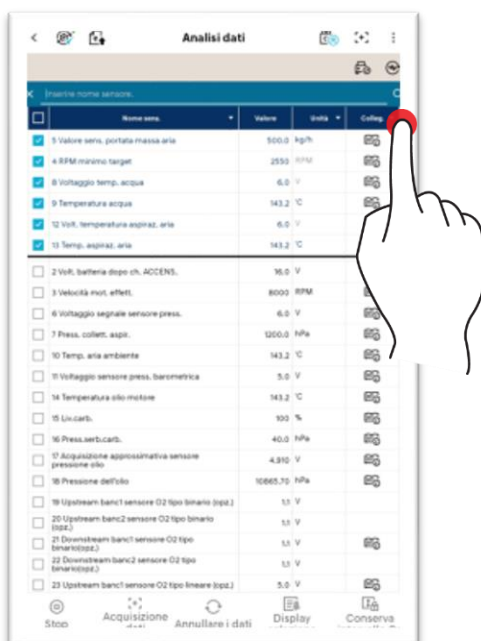 Analisi dati
Inserire nome sensore.
Nome sens. Valore Unità Colleg.
5 Valore sens. portata massa aria 500.0 kg/h
4 RPM minimo target 2550 RPM
8 Voltaggio temp. acqua 6.0 V
9 Temperatura acqua 143.2 °C
12 Volt. temperatura aspiraz. aria 6.0 V
13 Temp. aspiraz. aria 143.2 °C
2 Volt. batteria dopo ch. ACCENS. 16.0 V
3 Velocità mot. effett. 8000 RPM
6 Voltaggio segnale sensore press. 6.0 V
7 Press. collett. aspir. 1200.0 hPa
10 Temp. aria ambiente 143.2 °C
11 Voltaggio sensore press. barometrica 5.0 V
14 Temperatura olio motore 143.2 °C
15 Liv.carb. 100 %
16 Press.serb.carb. 40.0 hPa
17 Acquisizione approssimativa sensore
pressione olio 4.910 V
18 Pressione dell'olio 10865.70 hPa
19 Upstream banc1 sensore O2 tipo binario (opz.) 1.1 V
20 Upstream banc2 sensore O2 tipo binario
(opz.) 1.1 V
21 Downstream banc1 sensore O2 tipo
binario(opz.) 1.1 V
22 Downstream banc2 sensore O2 tipo
binario(opz.) 1.1 V
23 Upstream banc1 sensore O2 tipo lineare (opz.) 5.0 V
Stop Acquisizione dati Annullare i dati Display Conserva